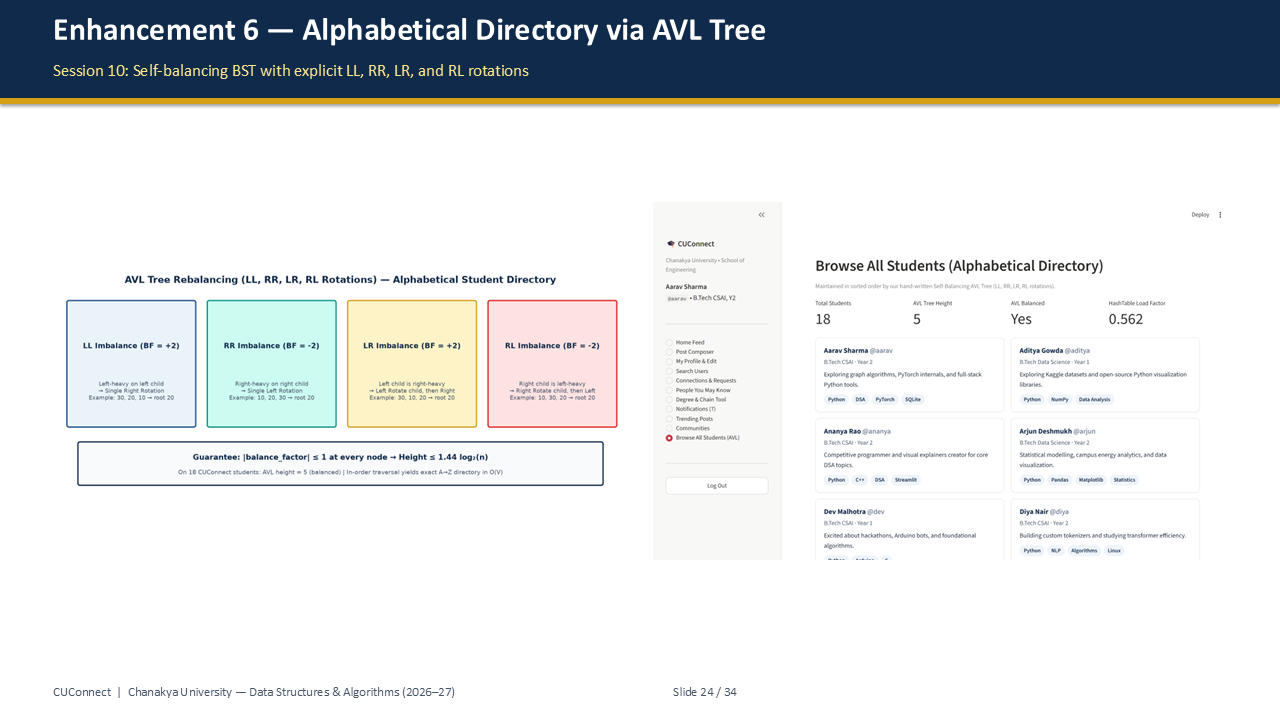 Enhancement 6 — Alphabetical Directory via AVL Tree
Session 10: Self-balancing BST with explicit LL, RR, LR, and RL rotations
AVL Tree Rebalancing (LL, RR, LR, RL Rotations) — Alphabetical Student Directory
LL Imbalance (BF = +2)
Left-heavy on left child
→ Single Right Rotation
Example: 30, 20, 10 → root 20
RR Imbalance (BF = -2)
Right-heavy on right child
→ Single Left Rotation
Example: 10, 20, 30 → root 20
LR Imbalance (BF = +2)
Left child is right-heavy
→ Left Rotate child, then Right
Example: 30, 10, 20 → root 20
RL Imbalance (BF = -2)
Right child is left-heavy
→ Right Rotate child, then Left
Example: 10, 30, 20 → root 20
Guarantee: |balance_factor| ≤ 1 at every node → Height ≤ 1.44 log₂(n)
On 18 CUConnect students: AVL height = 5 (balanced) | In-order traversal yields exact A→Z directory in O(V)
CUConnect
Chanakya University • School of
Engineering
Aarav Sharma
@aarav • B.Tech CSAI, Y2
Home Feed
Post Composer
My Profile & Edit
Search Users
Connections & Requests
People You May Know
Degree & Chain Tool
Notifications (7)
Trending Posts
Communities
Browse All Students (AVL)
Log Out
Deploy
Browse All Students (Alphabetical Directory)
Maintained in sorted order by our hand-written Self-Balancing AVL Tree (LL, RR, LR, RL rotations).
Total Students
18
AVL Tree Height
5
AVL Balanced
Yes
HashTable Load Factor
0.562
Aarav Sharma @aarav
B.Tech CSAI · Year 2
Exploring graph algorithms, PyTorch internals, and full-stack
Python tools.
Python DSA PyTorch SQLite
Aditya Gowda @aditya
B.Tech Data Science · Year 1
Exploring Kaggle datasets and open-source Python visualization
libraries.
Python NumPy Data Analysis
Ananya Rao @ananya
B.Tech CSAI · Year 2
Competitive programmer and visual explainers creator for core
DSA topics.
Python C++ DSA Streamlit
Arjun Deshmukh @arjun
B.Tech Data Science · Year 2
Statistical modelling, campus energy analytics, and data
visualization.
Python Pandas Matplotlib Statistics
Dev Malhotra @dev
B.Tech CSAI · Year 1
Excited about hackathons, Arduino bots, and foundational
algorithms.
Diya Nair @diya
B.Tech CSAI · Year 2
Building custom tokenizers and studying transformer efficiency.
Python NLP Algorithms Linux
CUConnect | Chanakya University — Data Structures & Algorithms (2026–27)
Slide 24 / 34